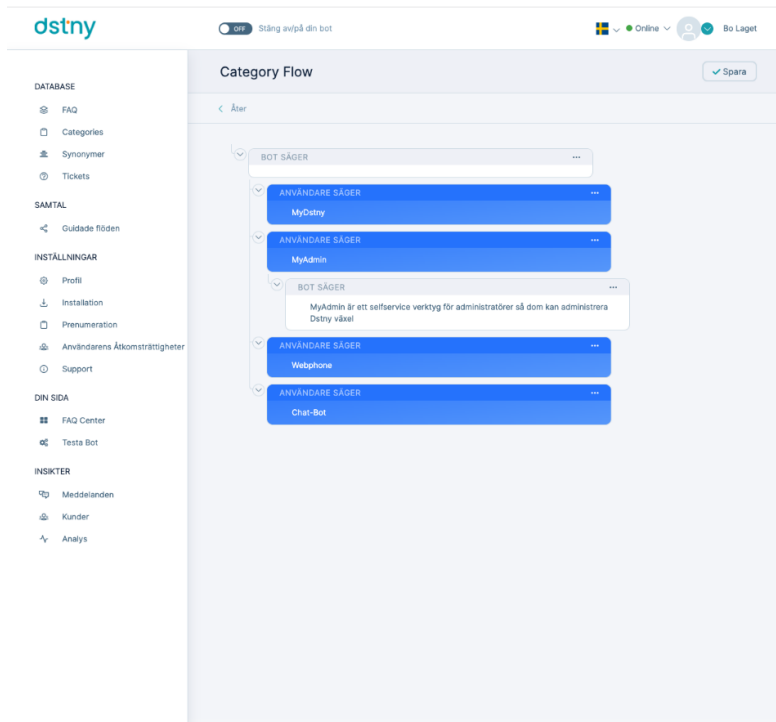 dstny
OFF
Stäng av/på din bot
Online
Bo Laget
Category Flow
Spara
Åter
DATABASE
FAQ
Categories
Synonymer
Tickets
SAMTAL
Guidade flöden
INSTÄLLNINGAR
Profil
Installation
Prenumeration
Användarens Åtkomsträttigheter
Support
DIN SIDA
FAQ Center
Testa Bot
INSIKTER
Meddelanden
Kunder
Analys
BOT SÄGER
ANVÄNDARE SÄGER
MyDstny
ANVÄNDARE SÄGER
MyAdmin
BOT SÄGER
MyAdmin är ett selfservice verktyg för administratörer så dom kan administrera
Dstny växel
ANVÄNDARE SÄGER
Webphone
ANVÄNDARE SÄGER
Chat-Bot